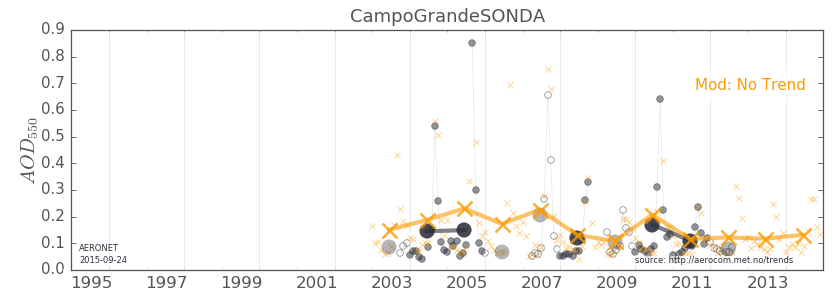 CampoGrandeSONDA
0.9
0.8
0.7
0.6
0.5
0.4
0.3
0.2
0.1
0.0
AOD550
Mod: No Trend
AERONET
2015-09-24
source: http://aerocom.met.no/trends
1995 1997 1999 2001 2003 2005 2007 2009 2011 2013